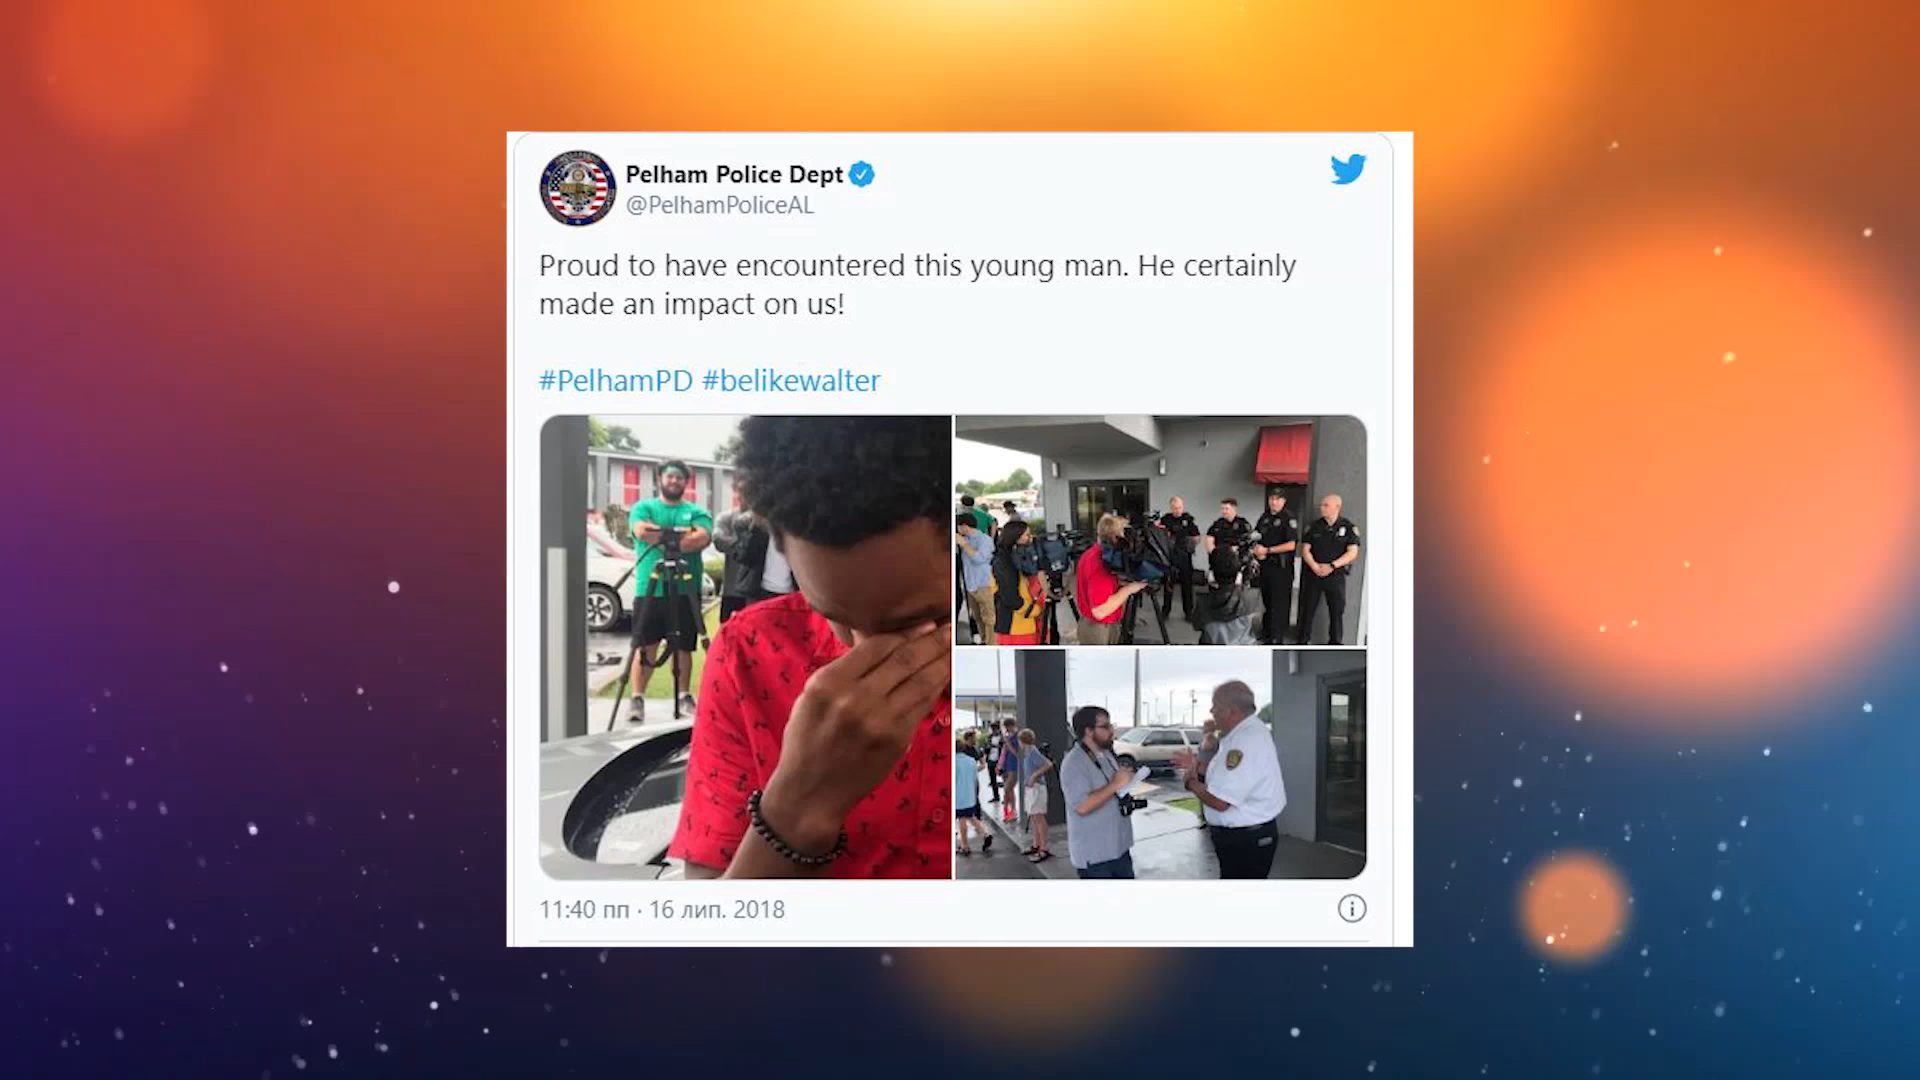 Pelham Police Dept
@PelhamPoliceAL
Proud to have encountered this young man. He certainly
made an impact on us!
#PelhamPD #belikewalter
11:40 пп · 16 лип. 2018